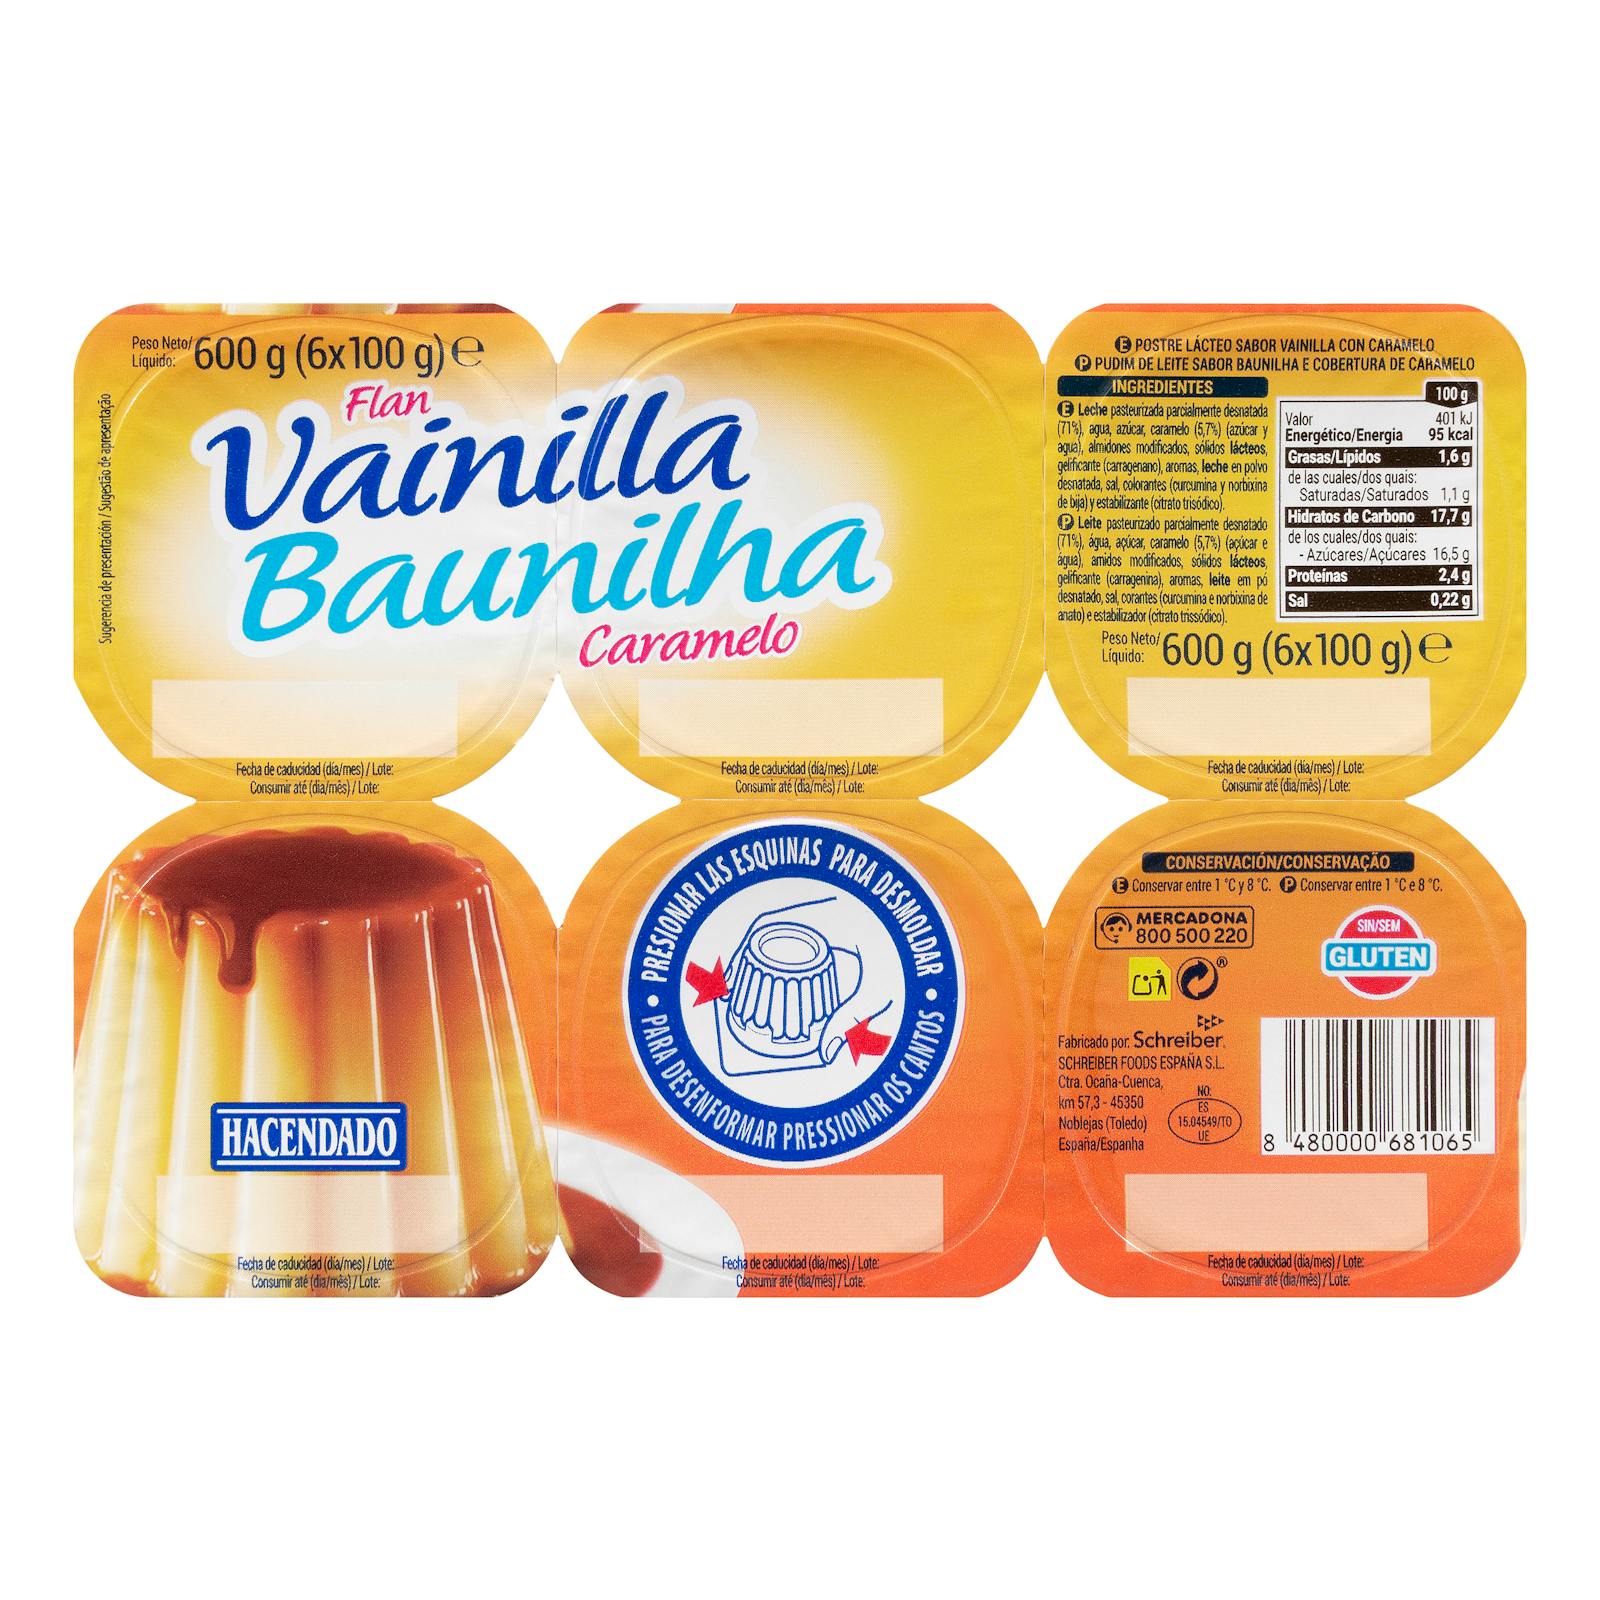 Peso Neto/
Líquido: 600 g (6x100 g) ℮
Flan
Vainilla
Baunilha
Caramelo
Sugerencia de presentación / Sugestão de apresentação
Fecha de caducidad (día/mes) / Lote:
Consumir até (dia/mês) / Lote:
Fecha de caducidad (día/mes) / Lote:
Consumir até (dia/mês) / Lote:
E POSTRE LÁCTEO SABOR VAINILLA CON CARAMELO
P PUDIM DE LEITE SABOR BAUNILHA E COBERTURA DE CARAMELO
INGREDIENTES
E Leche pasteurizada parcialmente desnatada
(71%), agua, azúcar, caramelo (5,7%) (azúcar y
agua), almidones modificados, sólidos lácteos,
gelificante (carragenano), aromas, leche en polvo
desnatada, sal, colorantes (curcumina y norbixina
de bija) y estabilizante (citrato trisódico).
P Leite pasteurizado parcialmente desnatado
(71%), água, açúcar, caramelo (5,7%) (açúcar e
água), amidos modificados, sólidos lácteos,
gelificante (carragenina), aromas, leite em pó
desnatado, sal, corantes (curcumina e norbixina de
anato) e estabilizador (citrato trissódico).
100 g
Valor 401 kJ
Energético/Energia 95 kcal
Grasas/Lípidos 1,6 g
de las cuales/dos quais:
Saturadas/Saturados 1,1 g
Hidratos de Carbono 17,7 g
de los cuales/dos quais:
- Azúcares/Açúcares 16,5 g
Proteínas 2,4 g
Sal 0,22 g
Peso Neto/
Líquido: 600 g (6x100 g) ℮
Fecha de caducidad (día/mes) / Lote:
Consumir até (dia/mês) / Lote:
HACENDADO
Fecha de caducidad (día/mes) / Lote:
Consumir até (dia/mês) / Lote:
PRESIONAR LAS ESQUINAS PARA DESMOLDAR
• PARA DESENFORMAR PRESSIONAR OS CANTOS •
Fecha de caducidad (día/mes) / Lote:
Consumir até (dia/mês) / Lote:
CONSERVACIÓN/CONSERVAÇÃO
E Conservar entre 1 °C y 8 °C. P Conservar entre 1 °C e 8 °C.
MERCADONA
800 500 220
SIN/SEM
GLUTEN
®
Fabricado por: Schreiber.
SCHREIBER FOODS ESPAÑA S.L.
Ctra. Ocaña-Cuenca,
km 57,3 - 45350
Noblejas (Toledo)
España/Espanha
NO.
ES
15.04549/TO
UE
8 480000 681065
Fecha de caducidad (día/mes) / Lote:
Consumir até (dia/mês) / Lote: